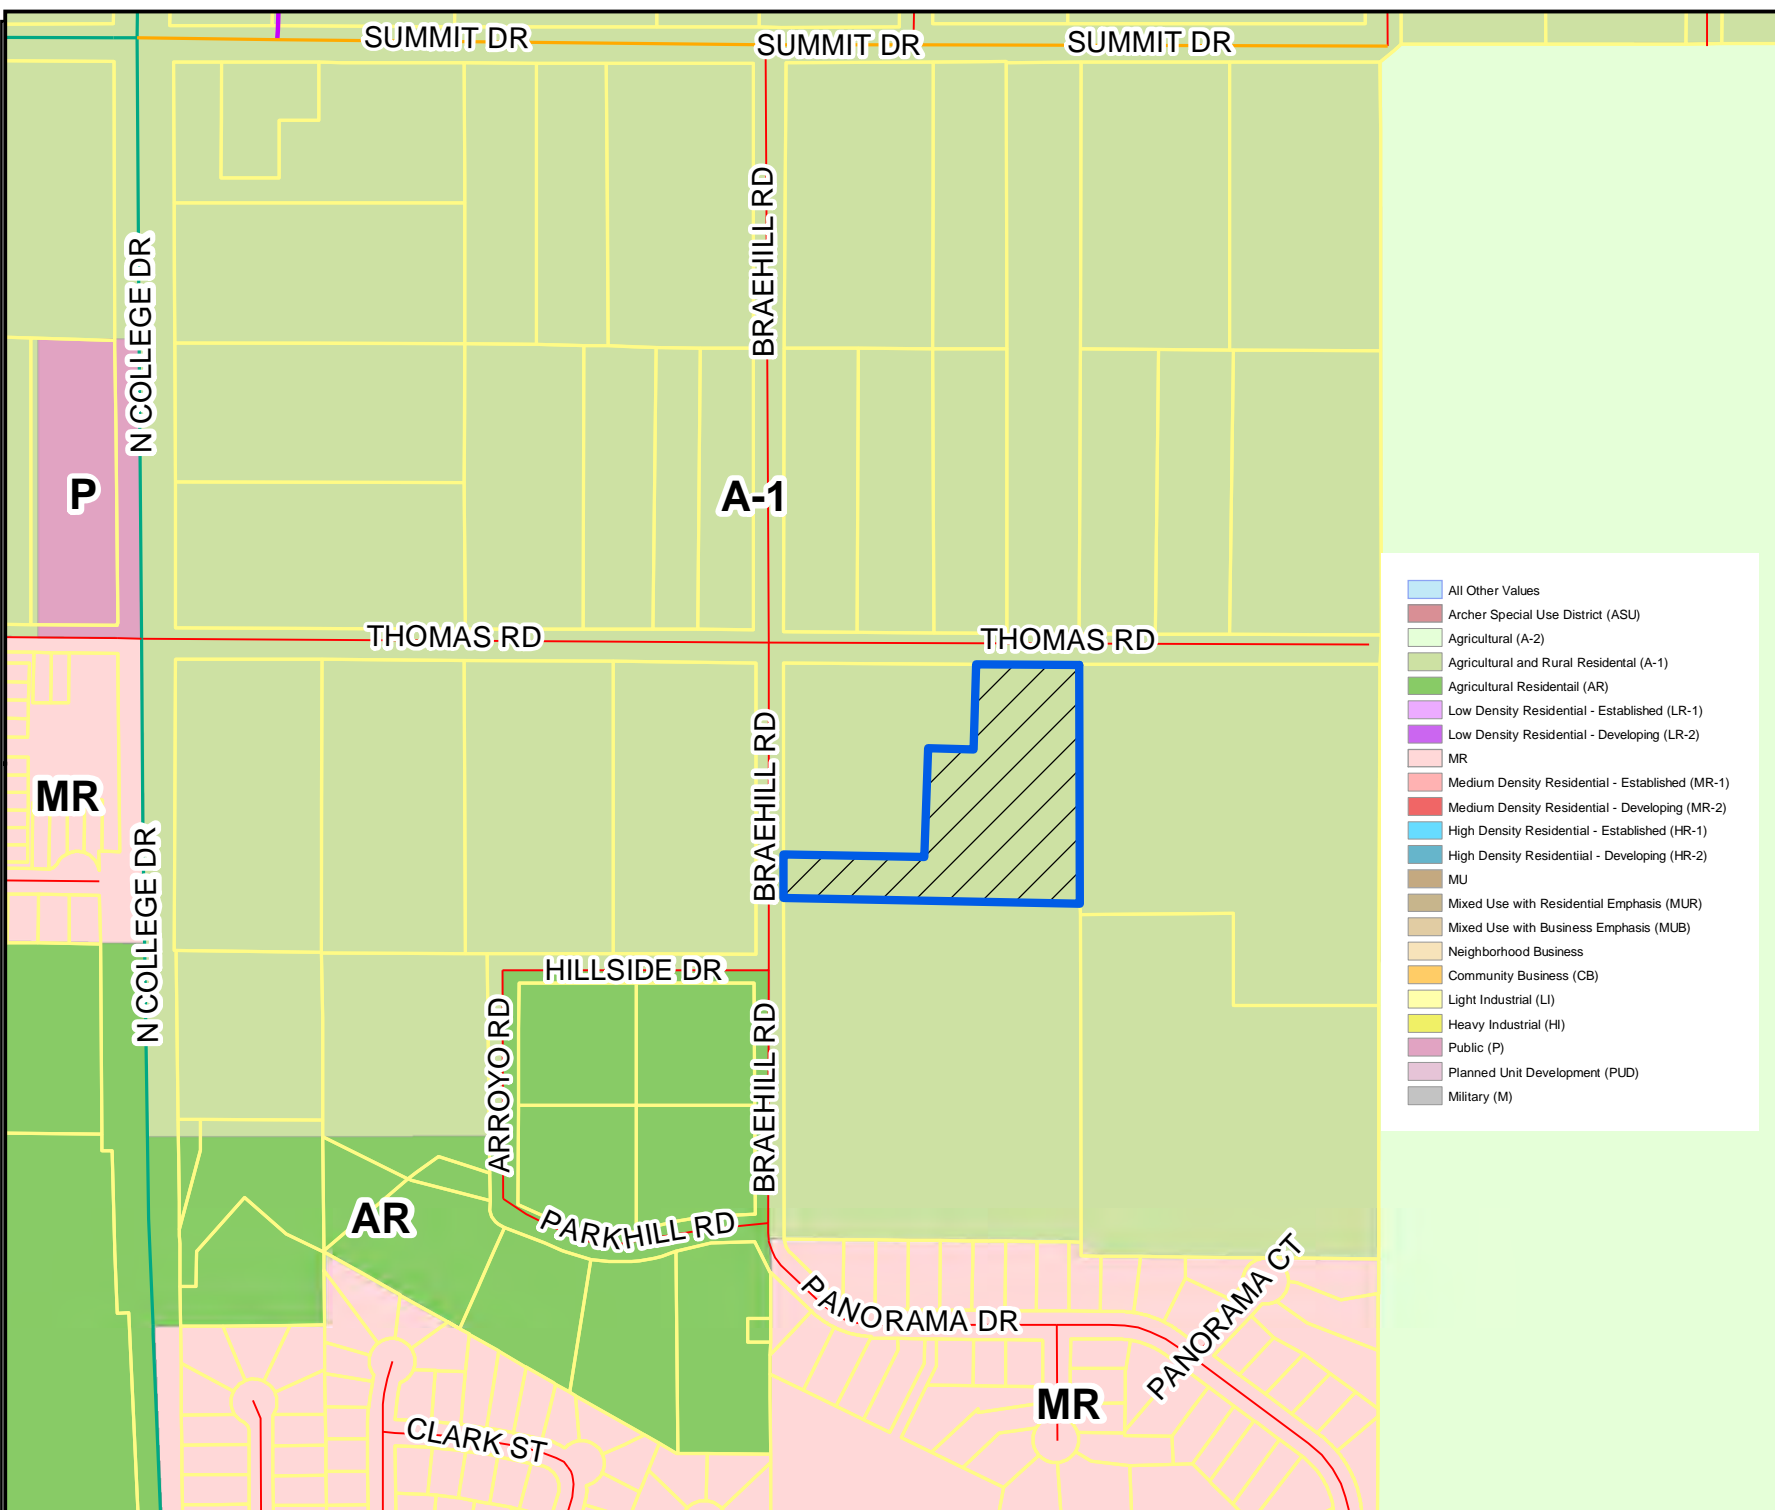 SUMMIT DR
SUMMIT DR
SUMMIT DR
BRAEHILL RD
N COLLEGE DR
P
A-1
THOMAS RD
THOMAS RD
MR
BRAEHILL RD
N COLLEGE DR
HILLSIDE DR
ARROYO RD
BRAEHILL RD
AR
PARKHILL RD
PANORAMA DR
PANORAMA CT
MR
CLARK ST
All Other Values
Archer Special Use District (ASU)
Agricultural (A-2)
Agricultural and Rural Residental (A-1)
Agricultural Residentail (AR)
Low Density Residential - Established (LR-1)
Low Density Residential - Developing (LR-2)
MR
Medium Density Residential - Established (MR-1)
Medium Density Residential - Developing (MR-2)
High Density Residential - Established (HR-1)
High Density Residentiial - Developing (HR-2)
MU
Mixed Use with Residential Emphasis (MUR)
Mixed Use with Business Emphasis (MUB)
Neighborhood Business
Community Business (CB)
Light Industrial (LI)
Heavy Industrial (HI)
Public (P)
Planned Unit Development (PUD)
Military (M)